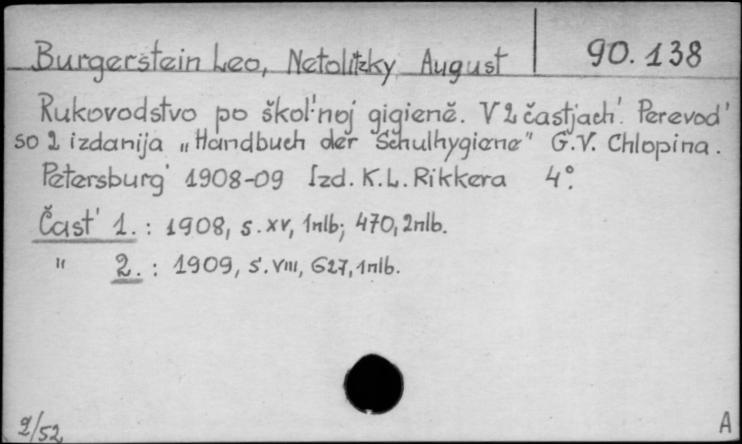 Burgerstein Leo, Netolitzky August 90.138
Rukovodstvo po škol'noj gigieně. V 2 častjach'. Perevod'
so 2 izdanija „Handbuch der Schulhygiene" G.V. Chlopina.
Petersburg' 1908-09 Izd. K.L. Rikkera 4°.
Čast' 1. : 1908, s. XV, 1nlb; 470, 2nlb.
" 2. : 1909, s. VIII, 627, 1nlb.
2/52 A